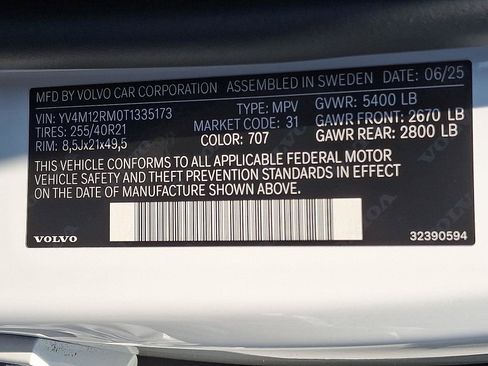 MFD BY VOLVO CAR CORPORATION ASSEMBLED IN SWEDEN DATE: 06/25
VIN: YV4M12RM0T1335173 TYPE: MPV GVWR: 5400 LB
TIRES: 255/40R21 MARKET CODE: 31 GAWR FRONT: 2670 LB
RIM: 8,5Jx21x49,5 COLOR: 707 GAWR REAR: 2800 LB
THIS VEHICLE CONFORMS TO ALL APPLICABLE FEDERAL MOTOR
VEHICLE SAFETY AND THEFT PREVENTION STANDARDS IN EFFECT
ON THE DATE OF MANUFACTURE SHOWN ABOVE.
VOLVO 32390594